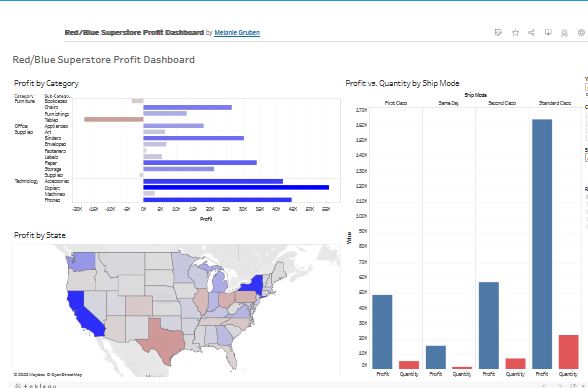 Red/Blue Superstore Profit Dashboard by Melanie Gruben
Red/Blue Superstore Profit Dashboard
Profit by Category
Category Sub-Catego..
Furniture Bookcases
Chairs
Furnishings
Tables
Office Appliances
Supplies Art
Binders
Envelopes
Fasteners
Labels
Paper
Storage
Supplies
Technology Accessories
Copiers
Machines
Phones
-20K -15K -10K -5K 0K 5K 10K 15K 20K 25K 30K 35K 40K 45K 50K 55K
Profit
Profit by State
© 2022 Mapbox © OpenStreetMap
Profit vs. Quantity by Ship Mode
Ship Mode
First Class Same Day Second Class Standard Class
170K
160K
150K
140K
130K
120K
110K
100K
90K
80K
70K
60K
50K
40K
30K
20K
10K
0K
Value
Profit Quantity Profit Quantity Profit Quantity Profit Quantity
+ a b l e a u